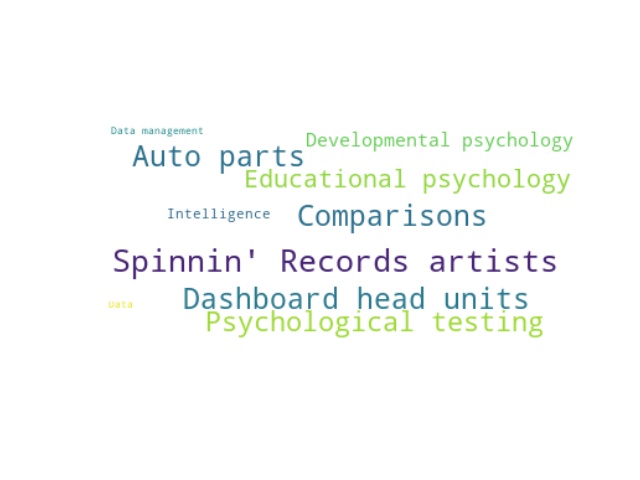 Data management
Developmental psychology
Auto parts
Educational psychology
Intelligence
Comparisons
Spinnin' Records artists
Dashboard head units
Data
Psychological testing